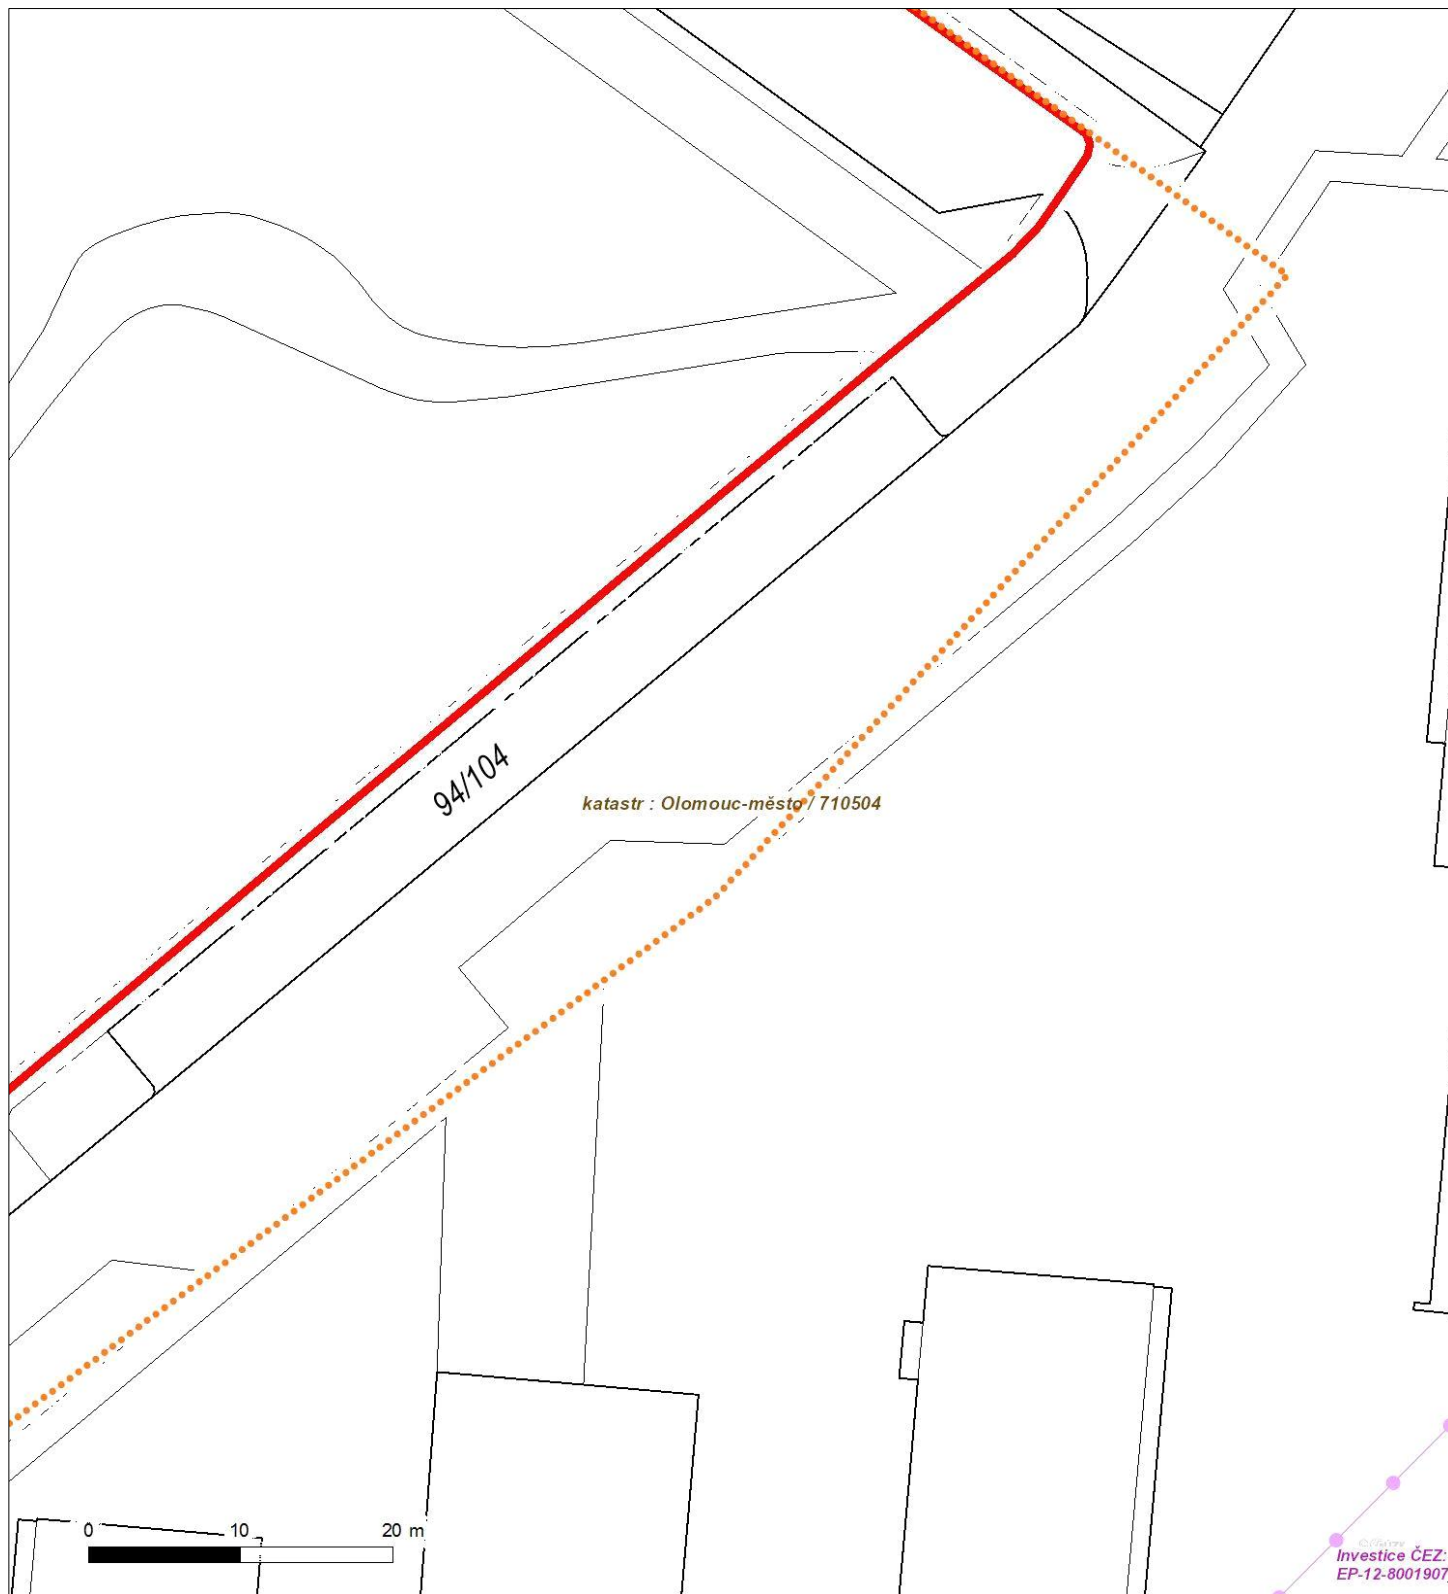 94/104
katastr : Olomouc-město / 710504
0 10 20 m
Investice ČEZ:
EP-12-8001907